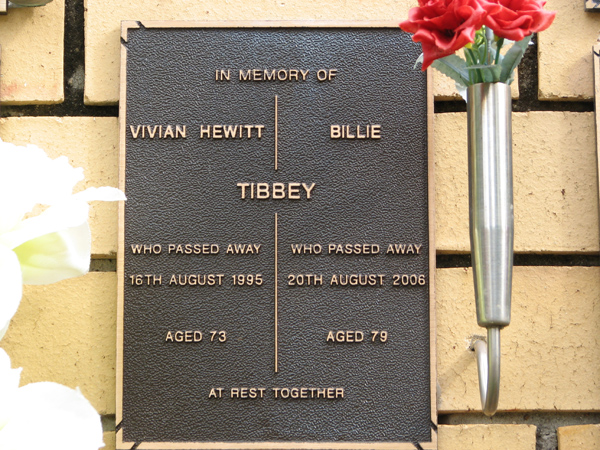 IN MEMORY OF
VIVIAN HEWITT
BILLIE
TIBBEY
WHO PASSED AWAY
16TH AUGUST 1995
AGED 73
WHO PASSED AWAY
20TH AUGUST 2006
AGED 79
AT REST TOGETHER